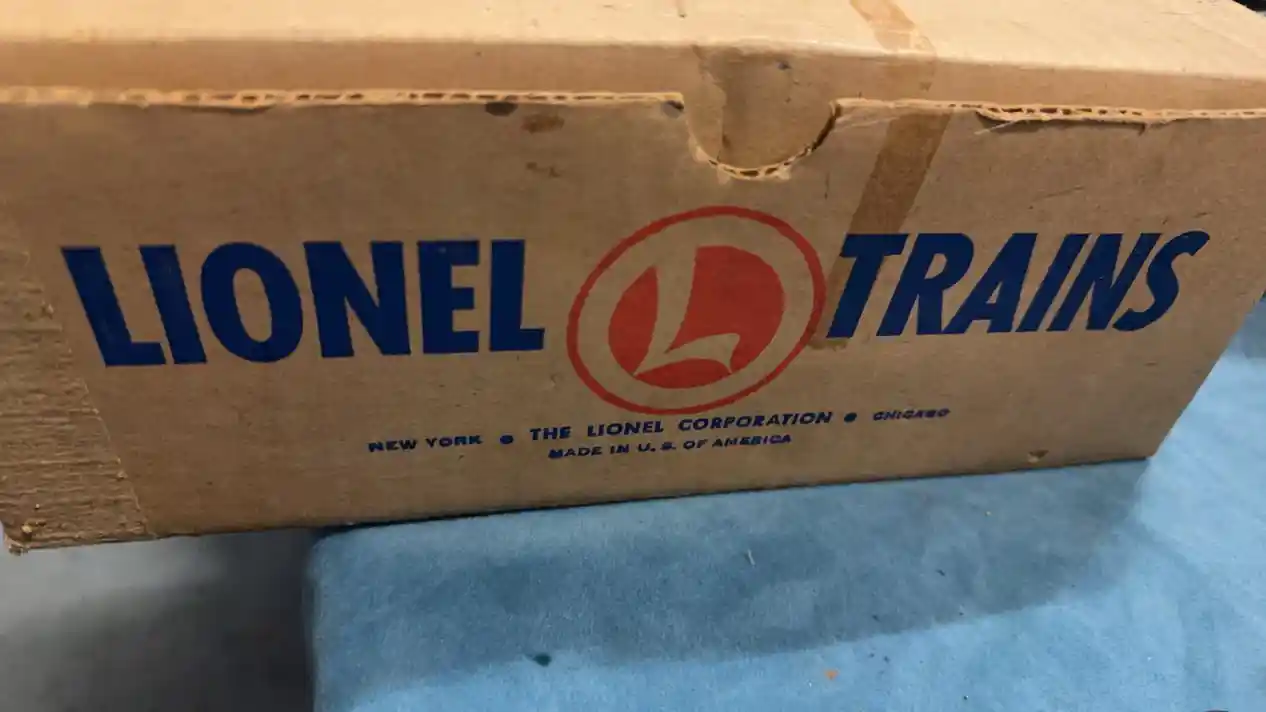 LIONEL L TRAINS
NEW YORK ● THE LIONEL CORPORATION ● CHICAGO
MADE IN U. S. OF AMERICA